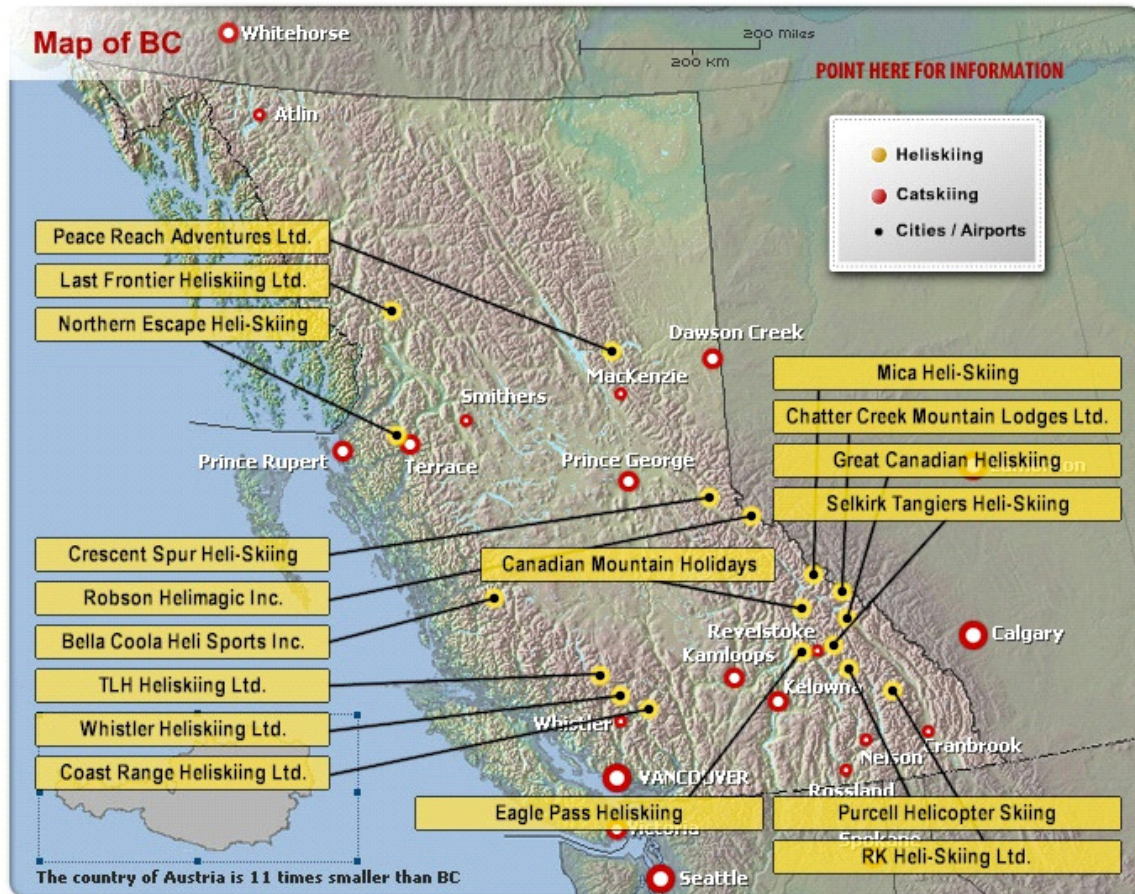 Map of BC
Whitehorse
200 Miles
200 KM
POINT HERE FOR INFORMATION
Atlin
Heliskiing
Catskiing
Cities / Airports
Peace Reach Adventures Ltd.
Last Frontier Heliskiing Ltd.
Northern Escape Heli-Skiing
Dawson Creek
MacKenzie
Smithers
Mica Heli-Skiing
Chatter Creek Mountain Lodges Ltd.
Great Canadian Heliskiing
Selkirk Tangiers Heli-Skiing
Prince Rupert
Terrace
Prince George
Crescent Spur Heli-Skiing
Robson Helimagic Inc.
Bella Coola Heli Sports Inc.
TLH Heliskiing Ltd.
Whistler Heliskiing Ltd.
Coast Range Heliskiing Ltd.
Canadian Mountain Holidays
Revelstoke
Kamloops
Calgary
Kelowna
Whistler
Cranbrook
Nelson
Rossland
VANCOUVER
Eagle Pass Heliskiing
Purcell Helicopter Skiing
Victoria
Spokane
RK Heli-Skiing Ltd.
Seattle
The country of Austria is 11 times smaller than BC